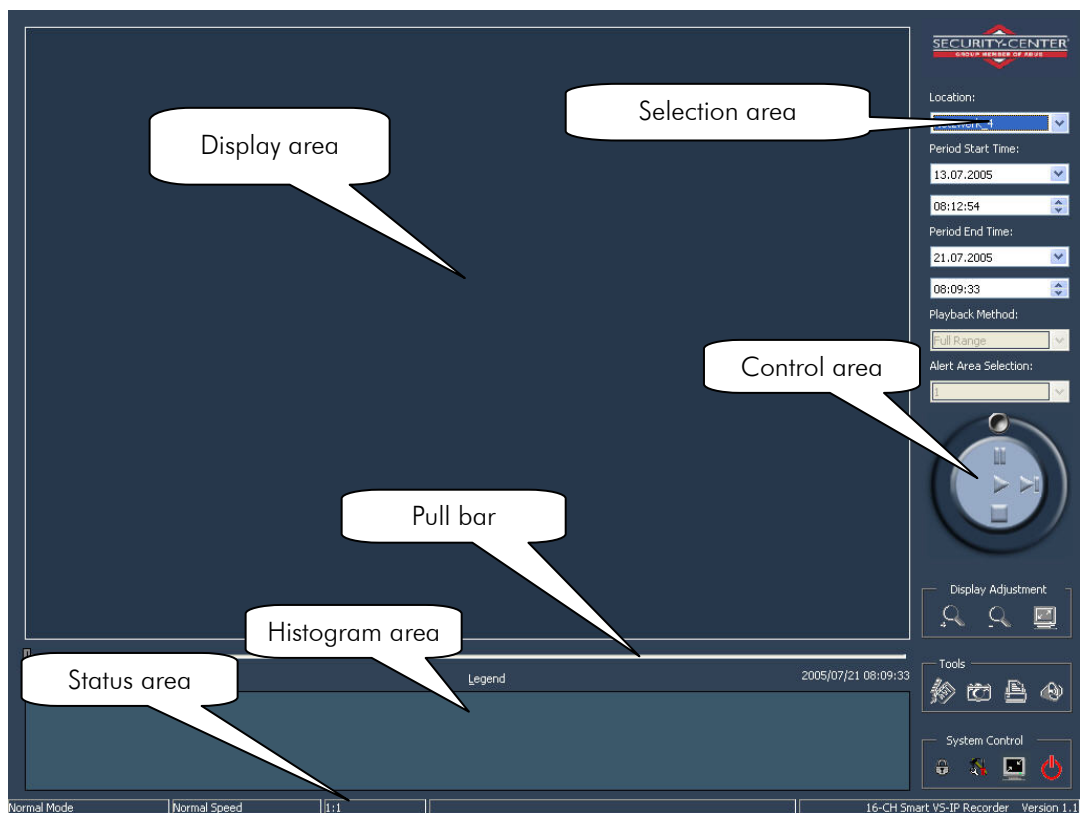 SECURITY-CENTER
GROUP MEMBER OF ABUS
Selection area
Display area
Location:
Period Start Time:
13.07.2005
08:12:54
Period End Time:
21.07.2005
08:09:33
Playback Method:
Full Range
Control area
Alert Area Selection:
1
Pull bar
Display Adjustment
Histogram area
Status area
Legend
2005/07/21 08:09:33
Tools
System Control
Normal Mode
Normal Speed
1:1
16-CH Smart VS-IP Recorder Version 1.1